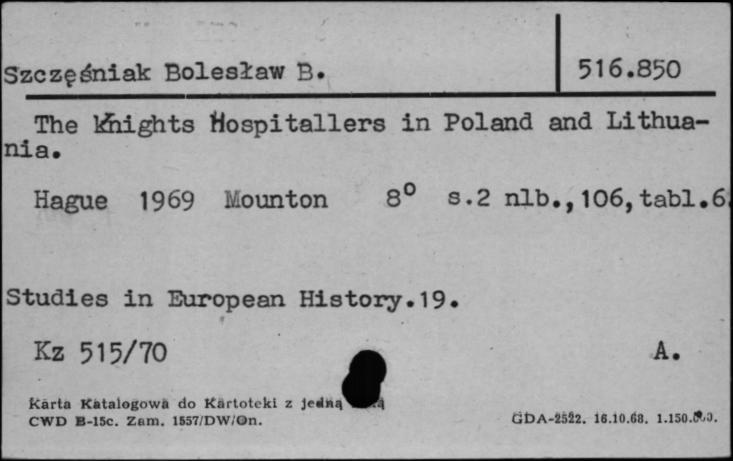 Szczęśniak Bolesław B.
516.850
The Knights Hospitallers in Poland and Lithua-
nia.
Hague 1969 Mounton 8° s.2 nlb.,106,tabl.6.
Studies in European History.19.
Kz 515/70
A.
Karta Katalogowa do Kartoteki z jedną
CWD B-15c. Zam. 1557/DW/On.
GDA-2522. 16.10.68. 1.150.000.